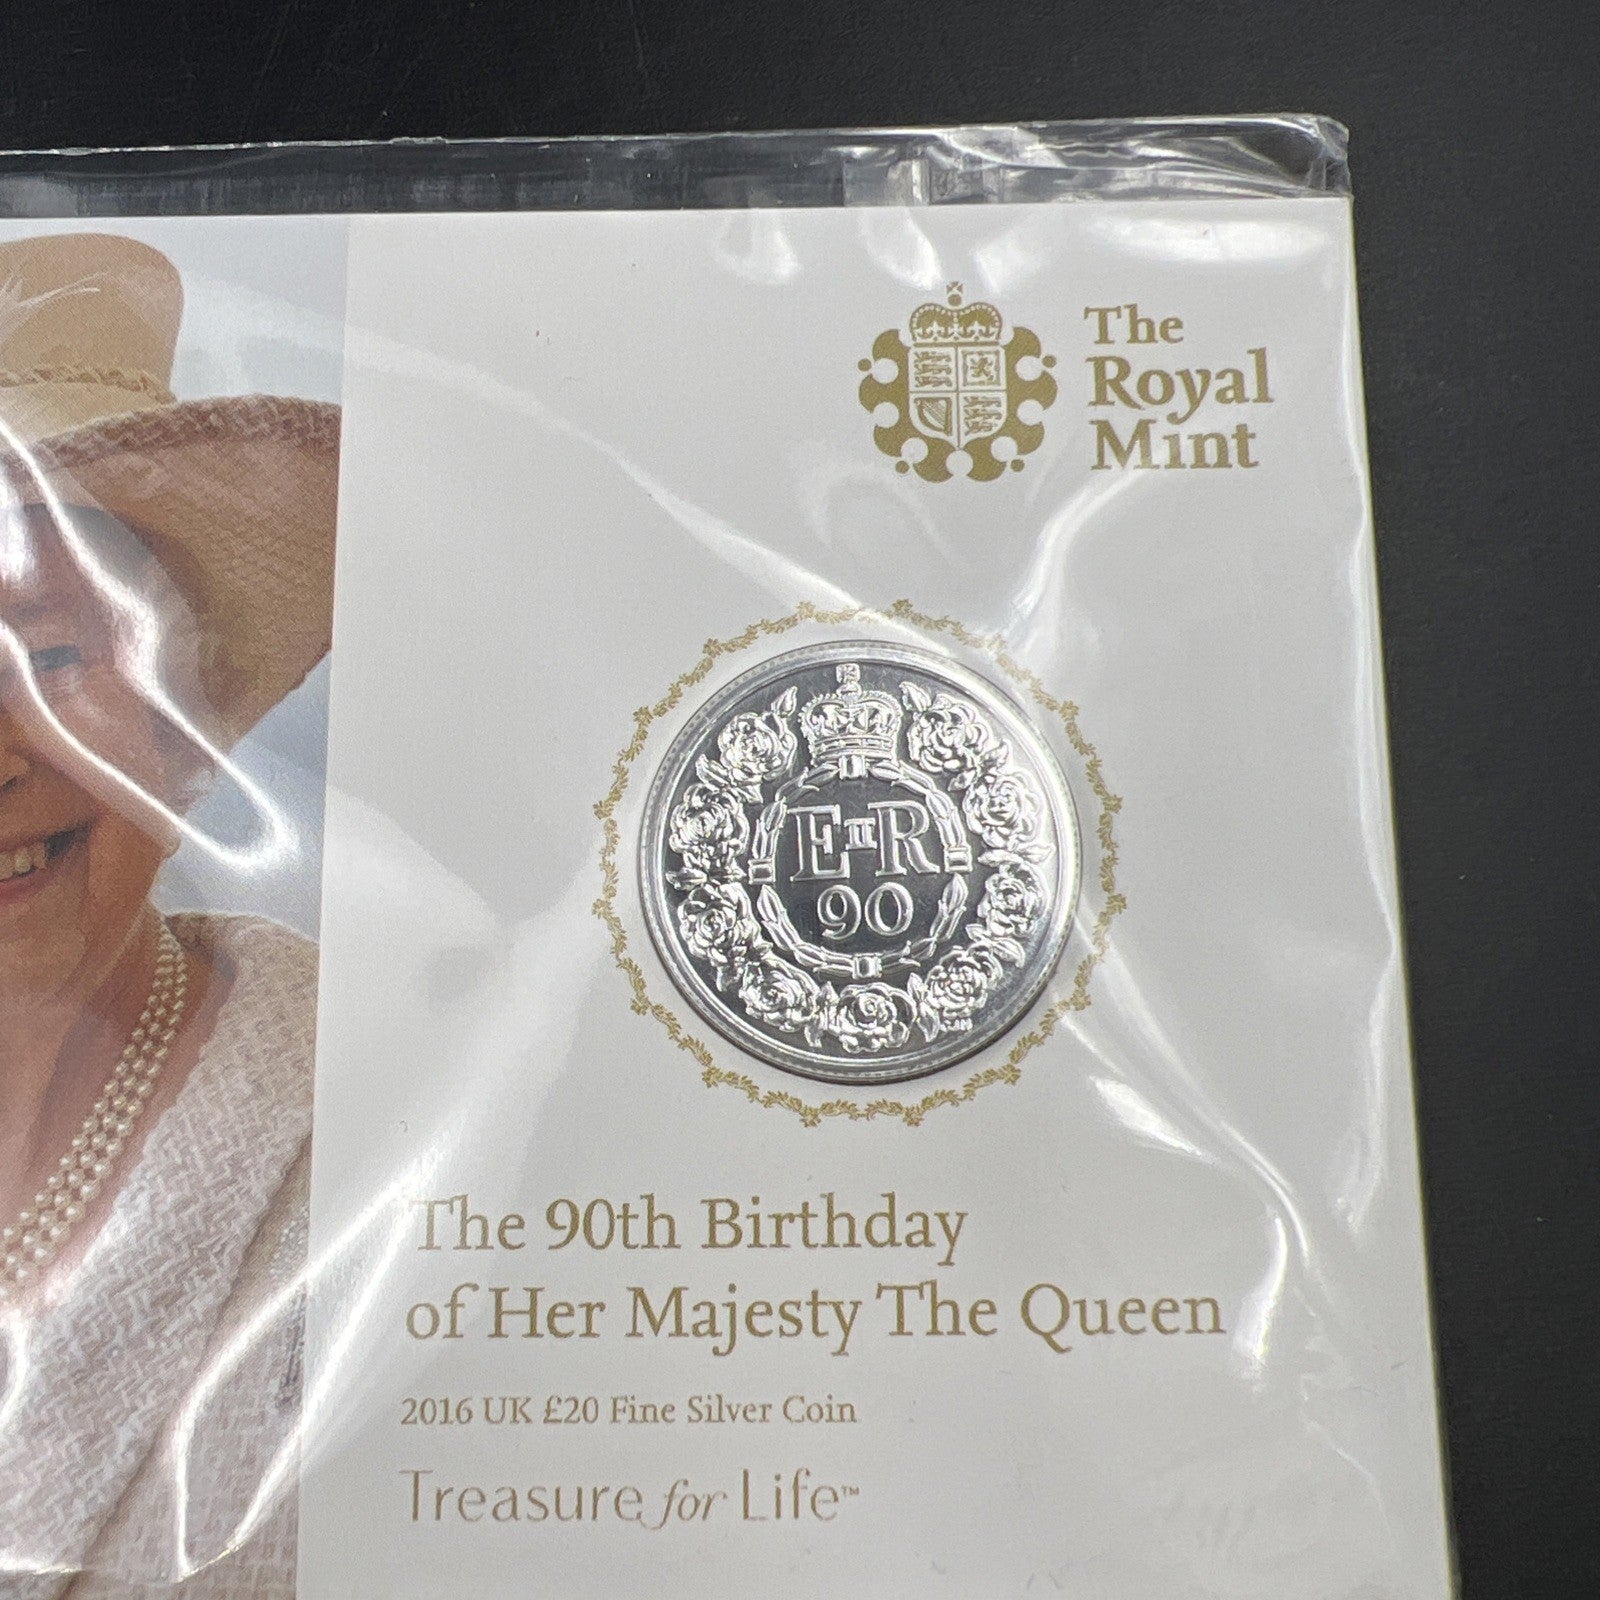 The
Royal
Mint
EIIR
90
The 90th Birthday
of Her Majesty The Queen
2016 UK £20 Fine Silver Coin
Treasure for Life™